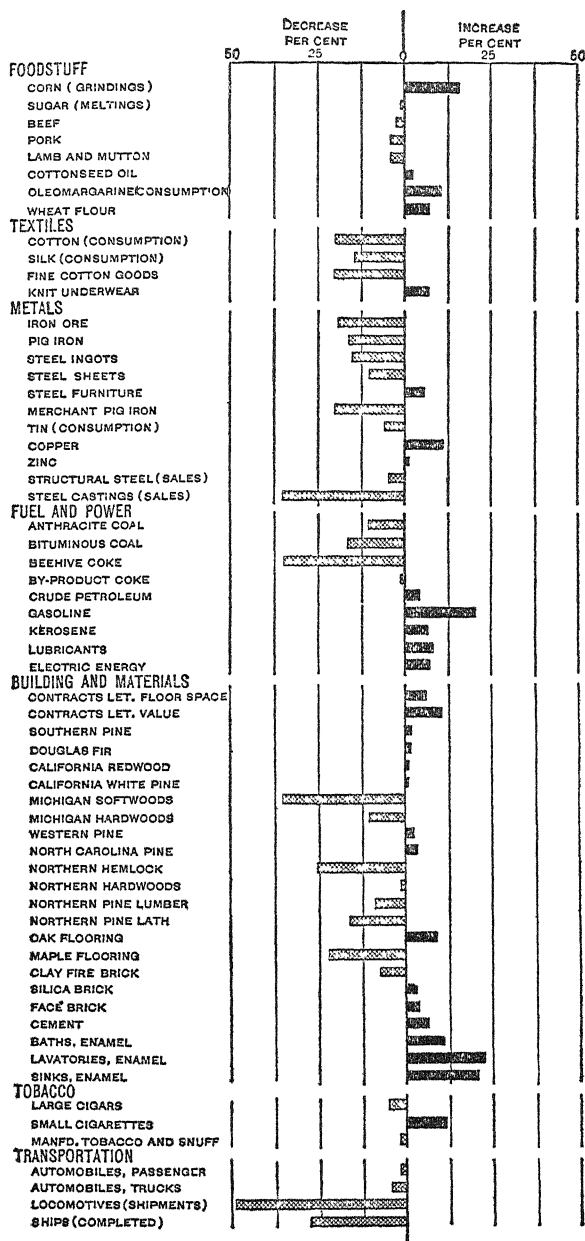 DECREASE INCREASE
PER CENT PER CENT
50 25 0 25 50
FOODSTUFF
CORN (GRINDINGS)
SUGAR (MELTINGS)
BEEF
PORK
LAMB AND MUTTON
COTTONSEED OIL
OLEOMARGARINE(CONSUMPTION
WHEAT FLOUR
TEXTILES
COTTON (CONSUMPTION)
SILK (CONSUMPTION)
FINE COTTON GOODS
KNIT UNDERWEAR
METALS
IRON ORE
PIG IRON
STEEL INGOTS
STEEL SHEETS
STEEL FURNITURE
MERCHANT PIG IRON
TIN (CONSUMPTION)
COPPER
ZINC
STRUCTURAL STEEL (SALES)
STEEL CASTINGS (SALES)
FUEL AND POWER
ANTHRACITE COAL
BITUMINOUS COAL
BEEHIVE COKE
BY-PRODUCT COKE
CRUDE PETROLEUM
GASOLINE
KEROSENE
LUBRICANTS
ELECTRIC ENERGY
BUILDING AND MATERIALS
CONTRACTS LET. FLOOR SPACE
CONTRACTS LET. VALUE
SOUTHERN PINE
DOUGLAS FIR
CALIFORNIA REDWOOD
CALIFORNIA WHITE PINE
MICHIGAN SOFTWOODS
MICHIGAN HARDWOODS
WESTERN PINE
NORTH CAROLINA PINE
NORTHERN HEMLOCK
NORTHERN HARDWOODS
NORTHERN PINE LUMBER
NORTHERN PINE LATH
OAK FLOORING
MAPLE FLOORING
CLAY FIRE BRICK
SILICA BRICK
FACE BRICK
CEMENT
BATHS, ENAMEL
LAVATORIES, ENAMEL
SINKS, ENAMEL
TOBACCO
LARGE CIGARS
SMALL CIGARETTES
MANFD. TOBACCO AND SNUFF
TRANSPORTATION
AUTOMOBILES, PASSENGER
AUTOMOBILES, TRUCKS
LOCOMOTIVES (SHIPMENTS)
SHIPS (COMPLETED)